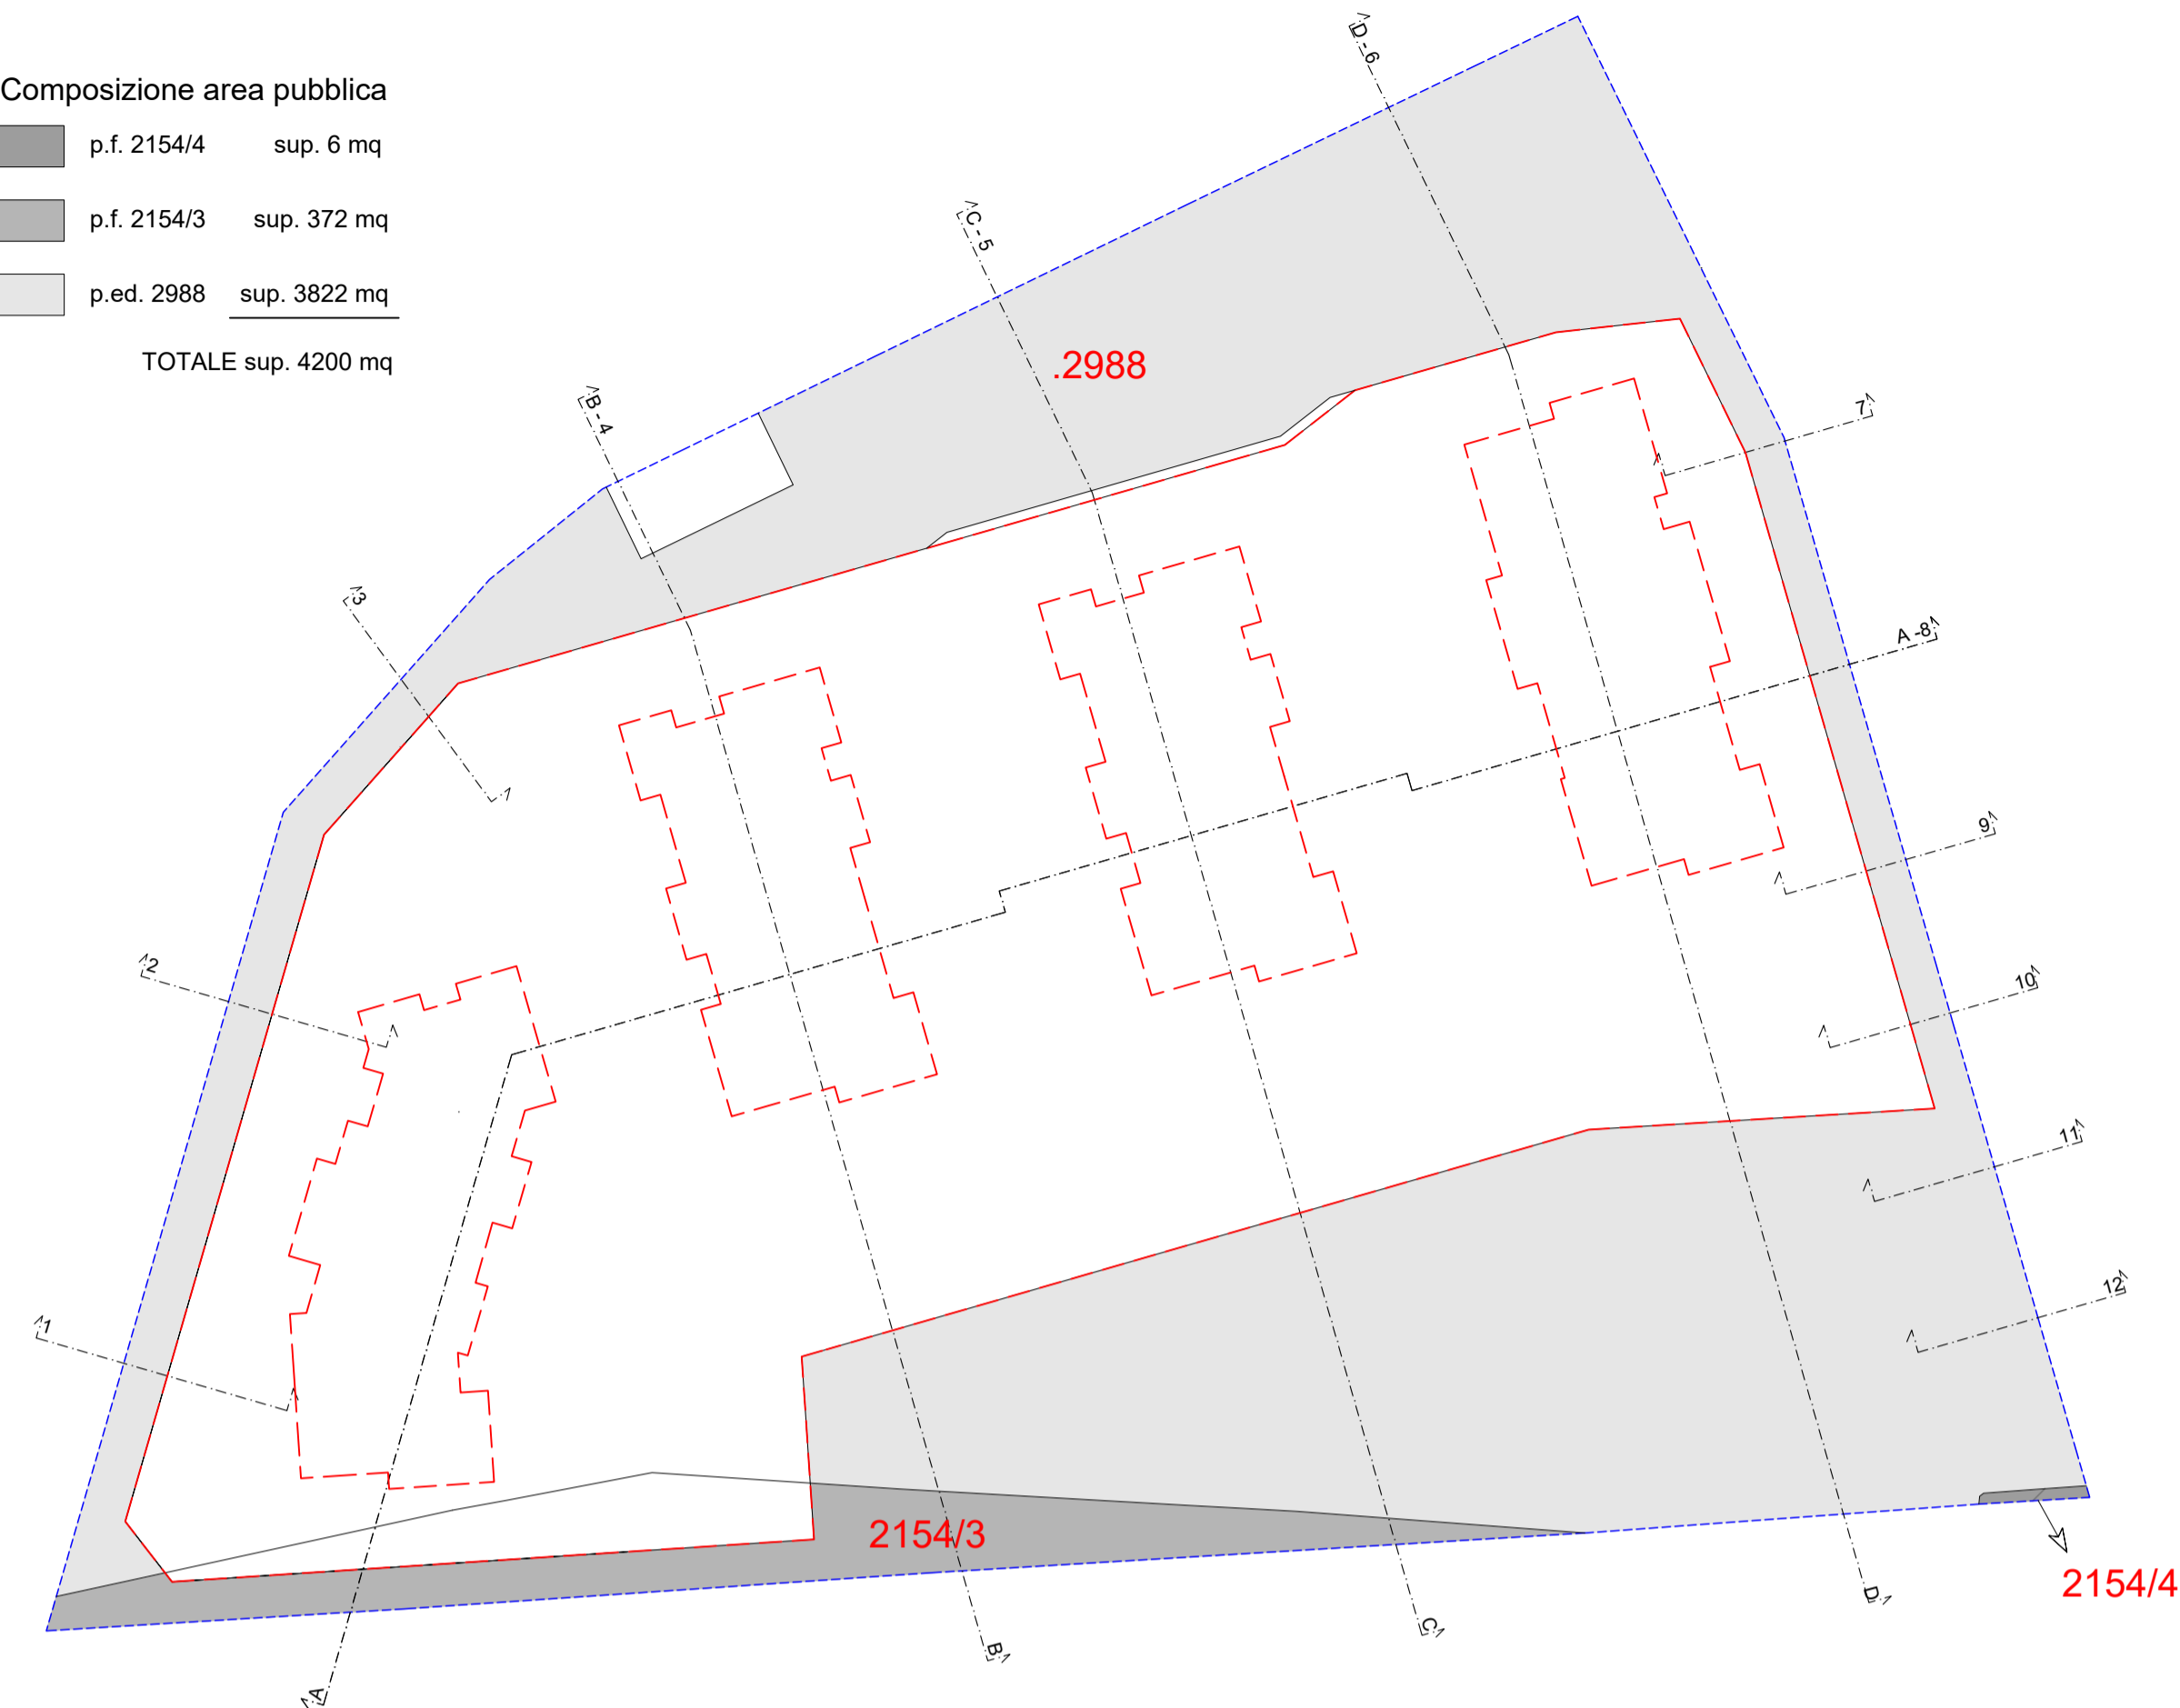 Composizione area pubblica
p.f. 2154/4 sup. 6 mq
p.f. 2154/3 sup. 372 mq
p.ed. 2988 sup. 3822 mq
TOTALE sup. 4200 mq
D - 6
C - 5
.2988
B - 4
7
3
A -8
9
2
10
11
12
1
2154/3
2154/4
D
C
B
A